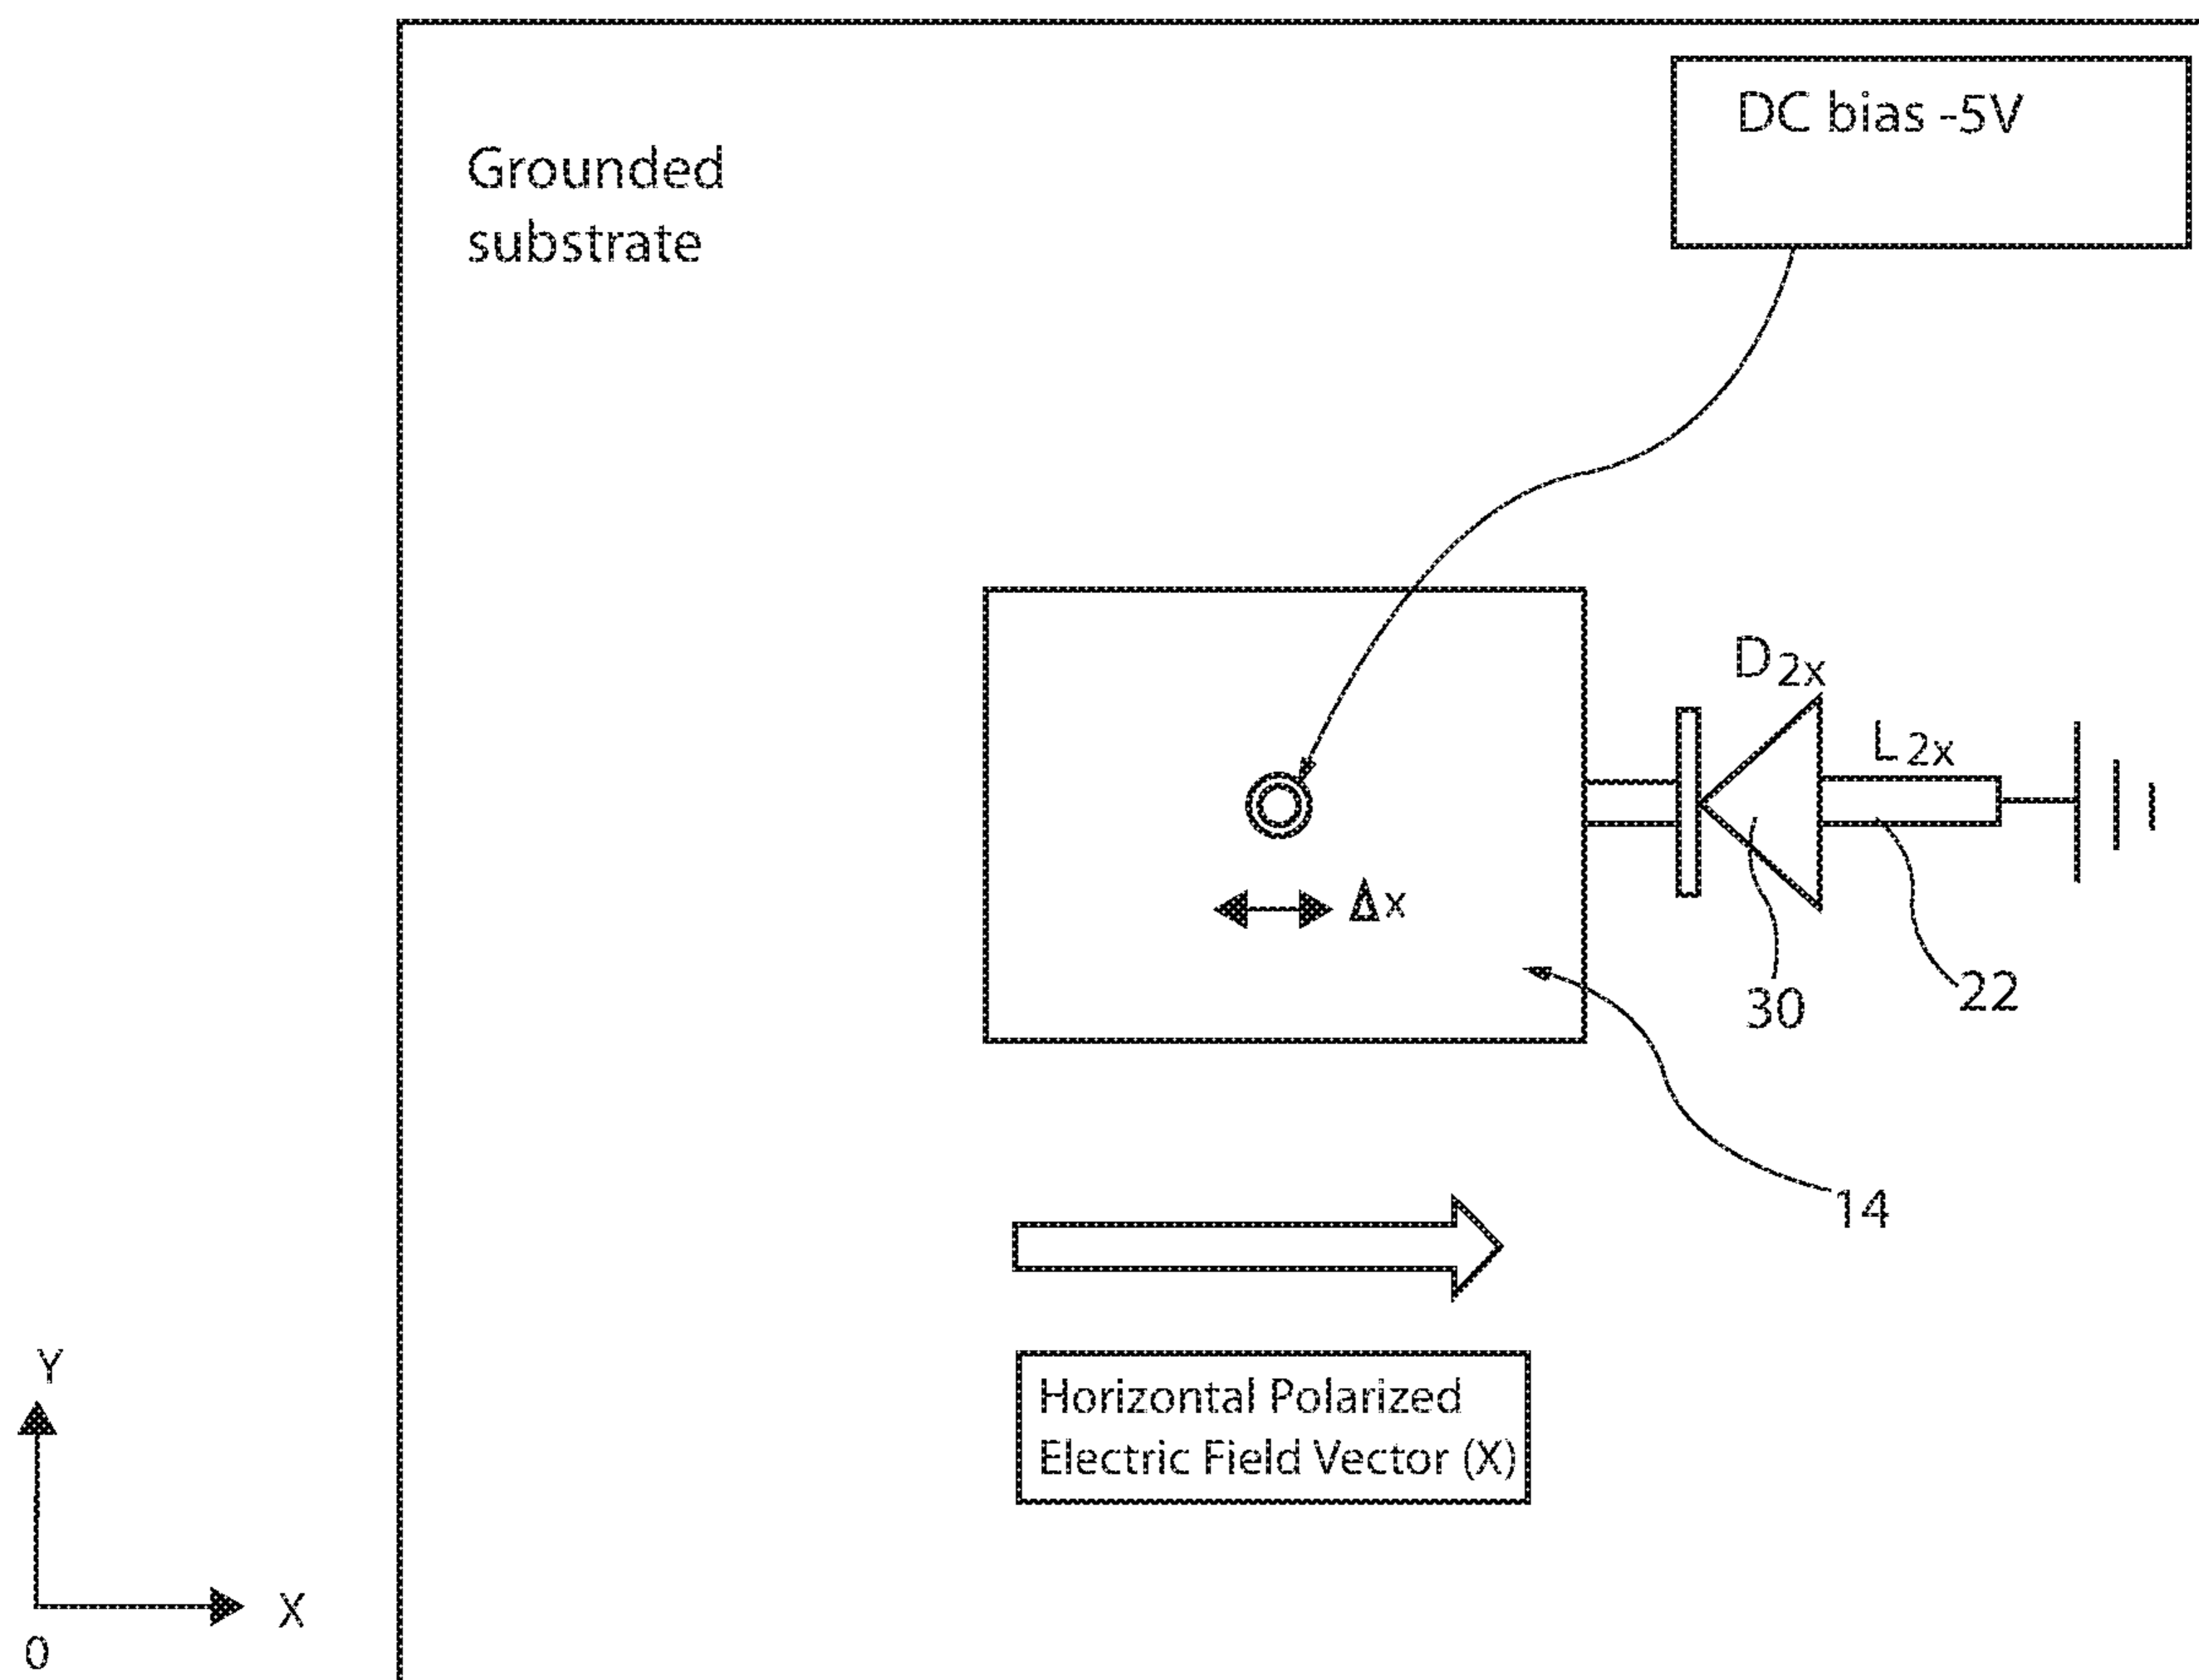 DC bias -5V
Grounded
substrate
D2x
L2x
Δx
30
22
14
Horizontal Polarized
Electric Field Vector (X)
Y
X
0